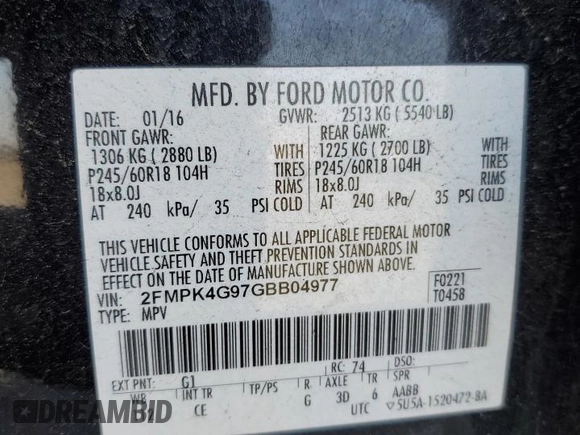 MFD. BY FORD MOTOR CO.
DATE: 01/16 GVWR: 2513 KG ( 5540 LB)
FRONT GAWR: REAR GAWR:
1306 KG ( 2880 LB) WITH 1225 KG ( 2700 LB) WITH
P245/60R18 104H TIRES P245/60R18 104H TIRES
18x8.0J RIMS 18x8.0J RIMS
AT 240 kPa/ 35 PSI COLD AT 240 kPa/ 35 PSI COLD
THIS VEHICLE CONFORMS TO ALL APPLICABLE FEDERAL MOTOR
VEHICLE SAFETY AND THEFT PREVENTION STANDARDS IN
EFFECT ON THE DATE OF MANUFACTURE SHOWN ABOVE.
VIN: 2FMPK4G97GBB04977 F0221
TYPE: MPV T0458
EXT PNT: G1 RC: 74 DSO:
WB INT TR TP/PS R AXLE TR SPR
CE G 3D 6 AABB
UTC 5U5A-1520472-BA
5U5AMBID